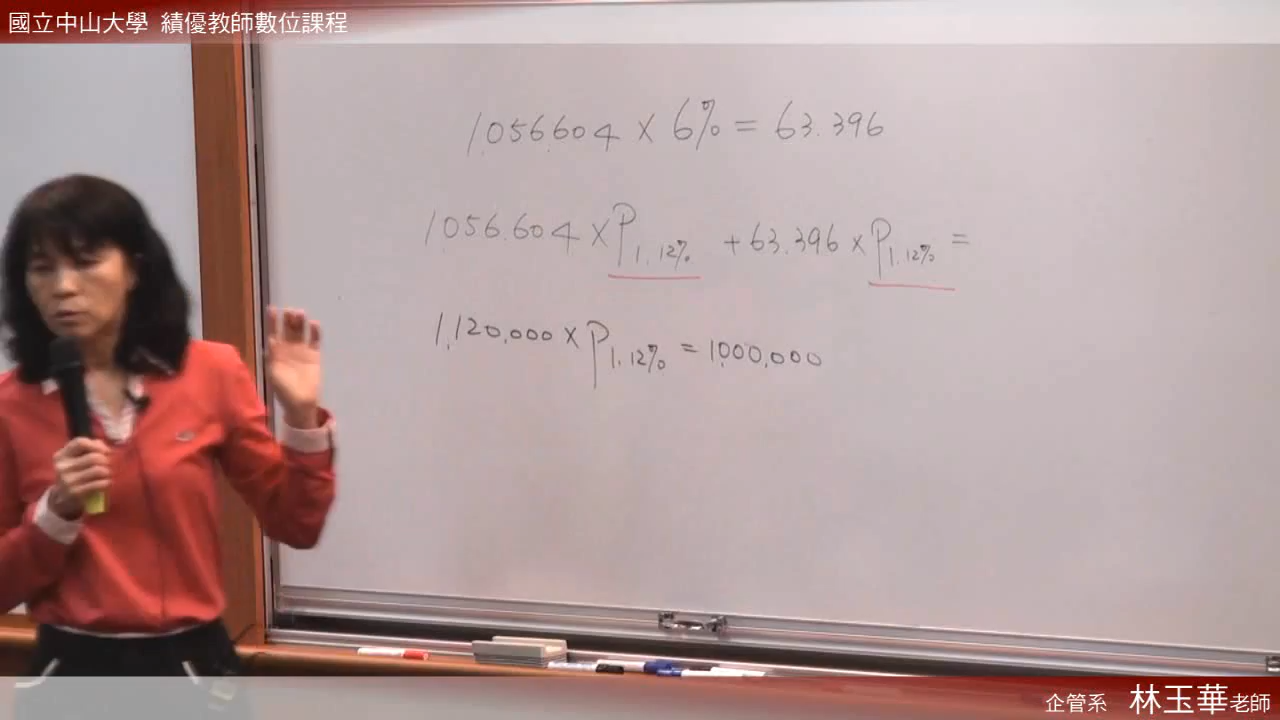 國立中山大學 績優教師數位課程
1,056,604 × 6% = 63.396
1056.604 × P1,12% + 63.396 × P1.12% =
1,120,000 × P1,12% = 1,000,000
企管系 林玉華老師